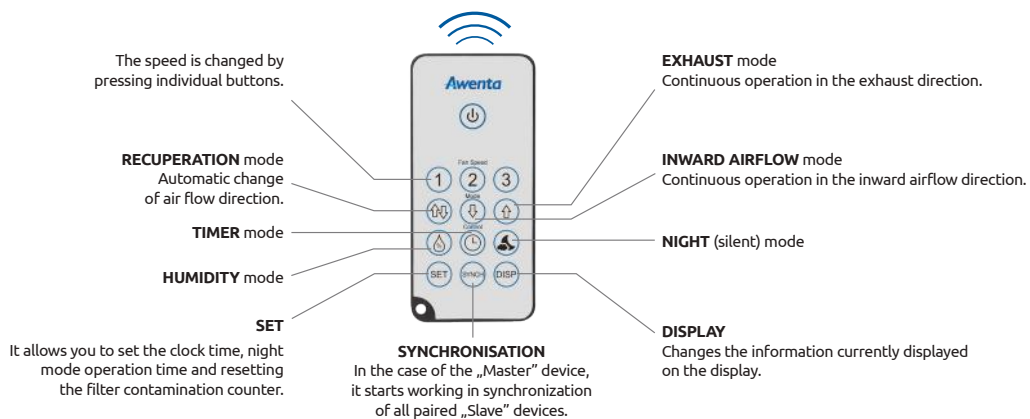 The speed is changed by
pressing individual buttons.
RECUPERATION mode
Automatic change
of air flow direction.
TIMER mode
HUMIDITY mode
SET
It allows you to set the clock time, night
mode operation time and resetting
the filter contamination counter.
Awenta
Fan Speed
1 2 3
Mode
Control
SET SYNCH DISP
SYNCHRONISATION
In the case of the „Master” device,
it starts working in synchronization
of all paired „Slave” devices.
EXHAUST mode
Continuous operation in the exhaust direction.
INWARD AIRFLOW mode
Continuous operation in the inward airflow direction.
NIGHT (silent) mode
DISPLAY
Changes the information currently displayed
on the display.